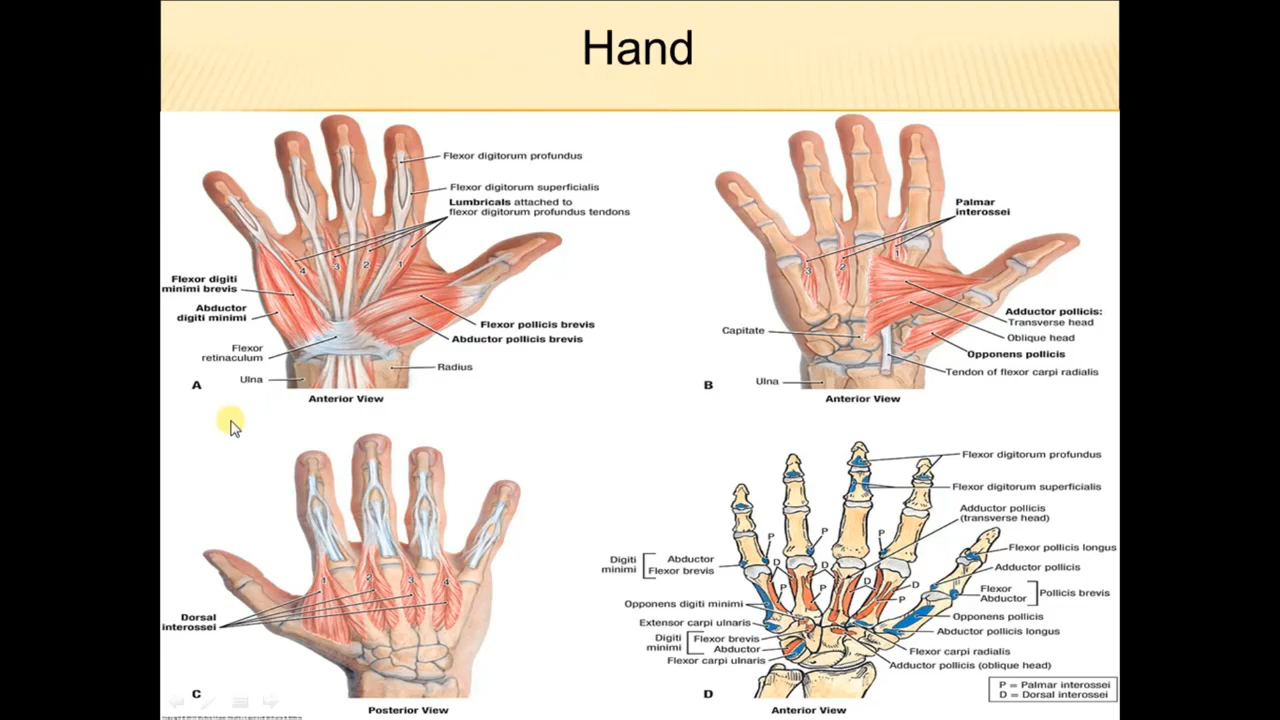 Hand
Flexor digitorum profundus
Flexor digitorum superficialis
Lumbricals attached to
flexor digitorum profundus tendons
4
3
2
1
Flexor digiti
minimi brevis
Abductor
digiti minimi
Flexor
retinaculum
Ulna
Flexor pollicis brevis
Abductor pollicis brevis
Radius
A
Anterior View
Palmar
interossei
3
2
1
Adductor pollicis:
Transverse head
Oblique head
Opponens pollicis
Tendon of flexor carpi radialis
Capitate
Ulna
B
Anterior View
1
2
3
4
Dorsal
interossei
C
Posterior View
Flexor digitorum profundus
Flexor digitorum superficialis
Adductor pollicis
(transverse head)
Flexor pollicis longus
Adductor pollicis
Flexor
Abductor
Pollicis brevis
Opponens pollicis
Abductor pollicis longus
Flexor carpi radialis
Adductor pollicis (oblique head)
Digiti
minimi
Abductor
Flexor brevis
Opponens digiti minimi
Extensor carpi ulnaris
Digiti
minimi
Flexor brevis
Abductor
Flexor carpi ulnaris
P
P
P
D
D
D
D
P
P
D
Anterior View
P = Palmar interossei
D = Dorsal interossei